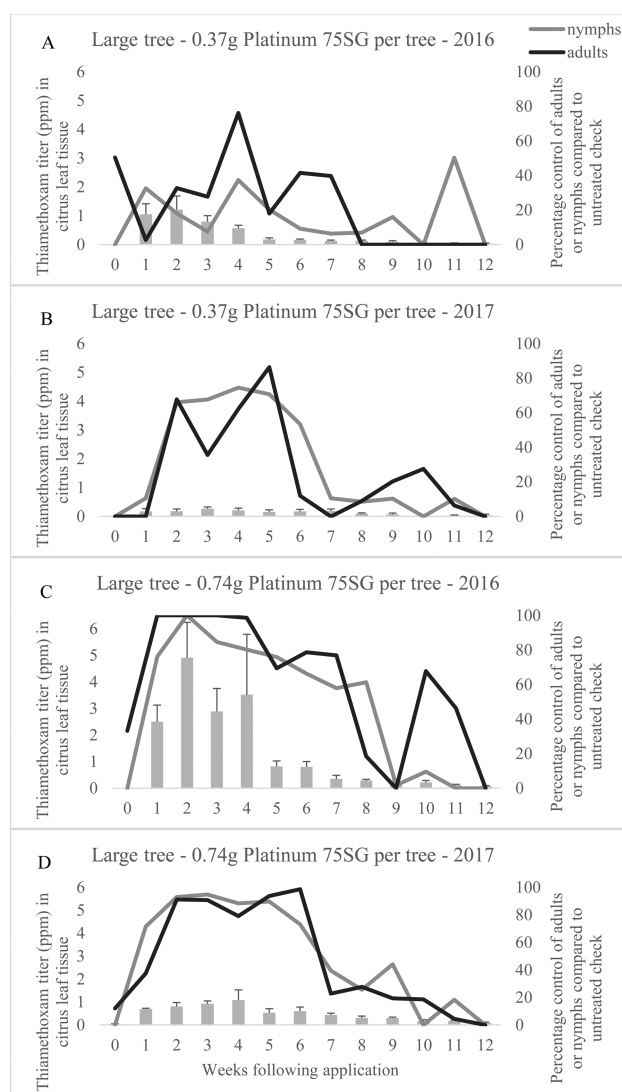 nymphs
adults
A
Large tree - 0.37g Platinum 75SG per tree - 2016
Thiamethoxam titer (ppm) in
citrus leaf tissue
6
5
4
3
2
1
0
100
80
60
40
20
0
Percentage control of adults
or nymphs compared to
untreated check
0 1 2 3 4 5 6 7 8 9 10 11 12
B
Large tree - 0.37g Platinum 75SG per tree - 2017
Thiamethoxam titer (ppm) in
citrus leaf tissue
6
5
4
3
2
1
0
100
80
60
40
20
0
Percentage control of adults
or nymphs compared to
untreated check
0 1 2 3 4 5 6 7 8 9 10 11 12
C
Large tree - 0.74g Platinum 75SG per tree - 2016
Thiamethoxam titer (ppm) in
citrus leaf tissue
6
5
4
3
2
1
0
100
80
60
40
20
0
Percentage control of adults
or nymphs compared to
untreated check
0 1 2 3 4 5 6 7 8 9 10 11 12
D
Large tree - 0.74g Platinum 75SG per tree - 2017
Thiamethoxam titer (ppm) in
citrus leaf tissue
6
5
4
3
2
1
0
100
80
60
40
20
0
Percentage control of adults
or nymphs compared to
untreated check
0 1 2 3 4 5 6 7 8 9 10 11 12
Weeks following application